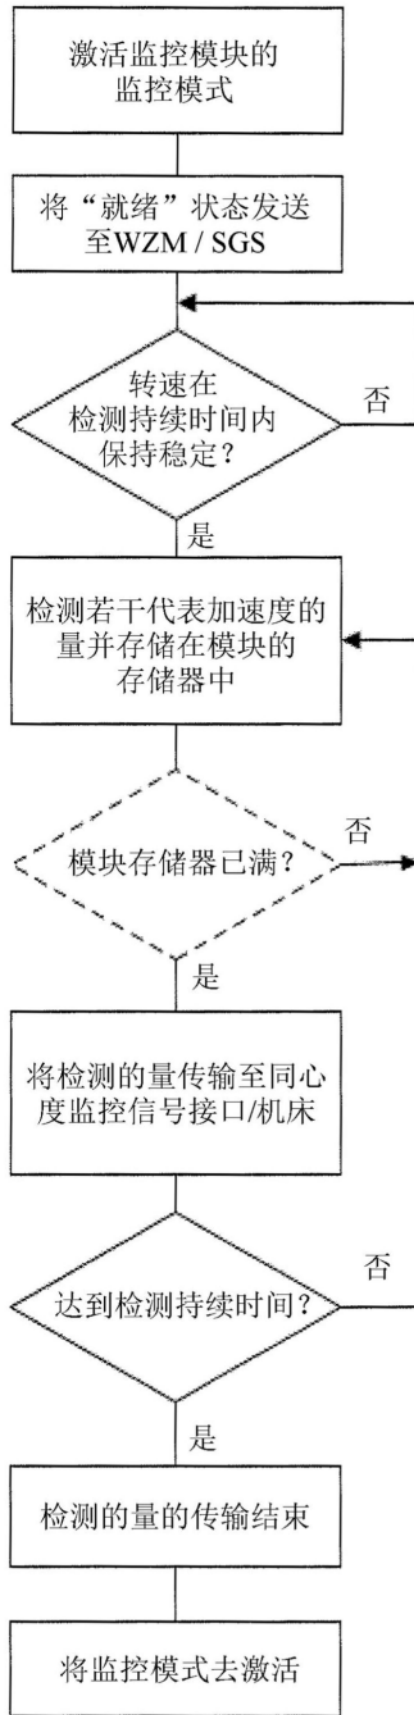 激活监控模块的
监控模式
将“就绪”状态发送
至WZM / SGS
转速在
检测持续时间内
保持稳定？
否
是
检测若干代表加速度的
量并存储在模块的
存储器中
否
模块存储器已满？
是
将检测的量传输至同心
度监控信号接口/机床
否
达到检测持续时间？
是
检测的量的传输结束
将监控模式去激活